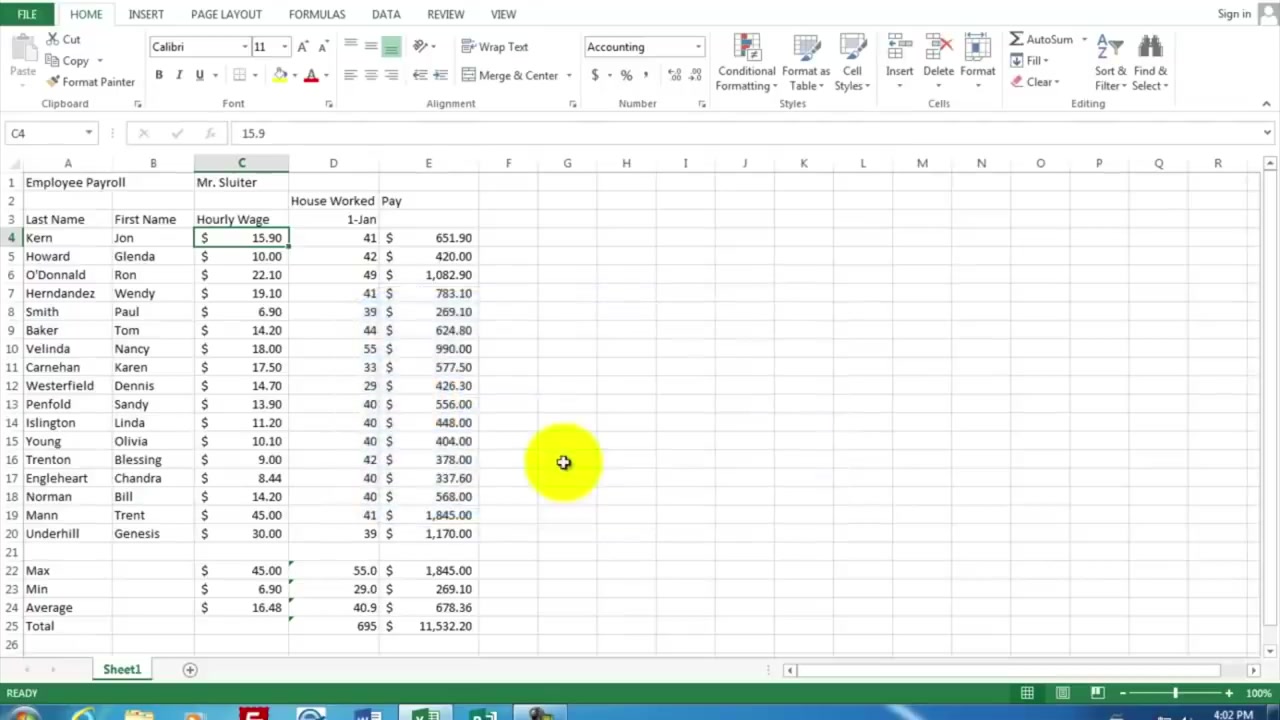 FILE HOME INSERT PAGE LAYOUT FORMULAS DATA REVIEW VIEW Sign in
Paste Cut Copy Format Painter Clipboard
Calibri 11 A A B I U A Font
Wrap Text Merge & Center Alignment
Accounting $ % , .0 .00 .00 .0 Number
Conditional Formatting Format as Table Cell Styles Styles
Insert Delete Format Cells
AutoSum Fill Clear Sort & Filter Find & Select Editing
C4 fx 15.9
A B C D E F G H I J K L M N O P Q R
1 Employee Payroll Mr. Sluiter
2 House Worked Pay
3 Last Name First Name Hourly Wage 1-Jan
4 Kern Jon $ 15.90 41 $ 651.90
5 Howard Glenda $ 10.00 42 $ 420.00
6 O'Donnald Ron $ 22.10 49 $ 1,082.90
7 Herndandez Wendy $ 19.10 41 $ 783.10
8 Smith Paul $ 6.90 39 $ 269.10
9 Baker Tom $ 14.20 44 $ 624.80
10 Velinda Nancy $ 18.00 55 $ 990.00
11 Carnehan Karen $ 17.50 33 $ 577.50
12 Westerfield Dennis $ 14.70 29 $ 426.30
13 Penfold Sandy $ 13.90 40 $ 556.00
14 Islington Linda $ 11.20 40 $ 448.00
15 Young Olivia $ 10.10 40 $ 404.00
16 Trenton Blessing $ 9.00 42 $ 378.00
17 Engleheart Chandra $ 8.44 40 $ 337.60
18 Norman Bill $ 14.20 40 $ 568.00
19 Mann Trent $ 45.00 41 $ 1,845.00
20 Underhill Genesis $ 30.00 39 $ 1,170.00
21
22 Max $ 45.00 55.0 $ 1,845.00
23 Min $ 6.90 29.0 $ 269.10
24 Average $ 16.48 40.9 $ 678.36
25 Total 695 $ 11,532.20
26
Sheet1
READY 100%
4:02 PM